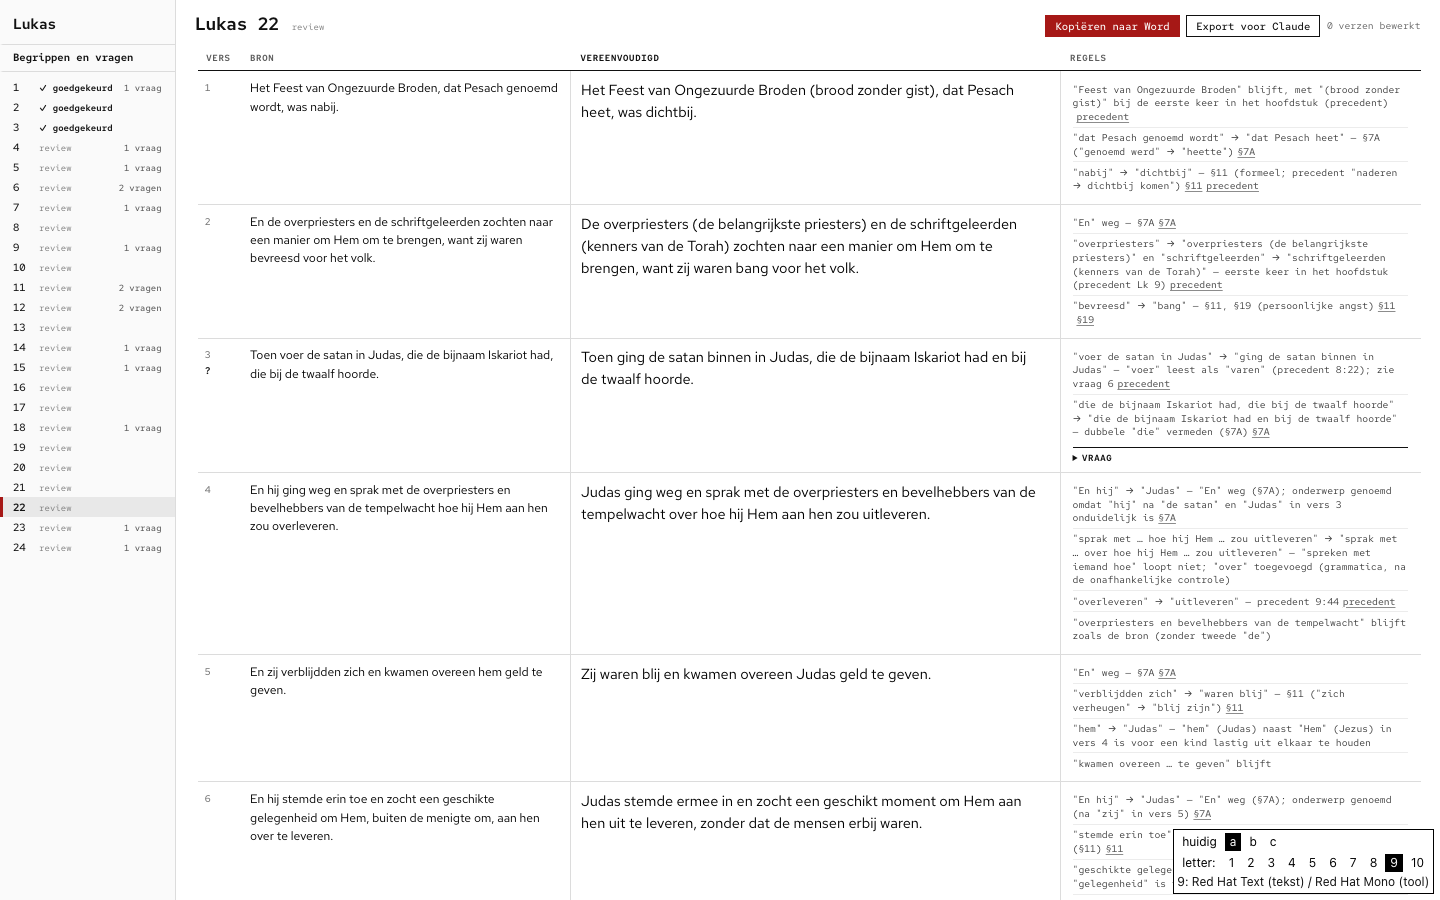 Lukas
Begrippen en vragen
1 ✓ goedgekeurd 1 vraag
2 ✓ goedgekeurd
3 ✓ goedgekeurd
4 review 1 vraag
5 review 1 vraag
6 review 2 vragen
7 review 1 vraag
8 review
9 review 1 vraag
10 review
11 review 2 vragen
12 review 2 vragen
13 review
14 review 1 vraag
15 review 1 vraag
16 review
17 review
18 review 1 vraag
19 review
20 review
21 review
22 review
23 review 1 vraag
24 review 1 vraag
Lukas 22 review
Kopiëren naar Word Export voor Claude 0 verzen bewerkt
VERS BRON VEREENVOUDIGD REGELS
1
Het Feest van Ongezuurde Broden, dat Pesach genoemd
wordt, was nabij.
Het Feest van Ongezuurde Broden (brood zonder gist), dat Pesach
heet, was dichtbij.
"Feest van Ongezuurde Broden" blijft, met "(brood zonder
gist)" bij de eerste keer in het hoofdstuk (precedent)
precedent
"dat Pesach genoemd wordt" → "dat Pesach heet" — §7A
("genoemd werd" → "heette") §7A
"nabij" → "dichtbij" — §11 (formeel; precedent "naderen
→ dichtbij komen") §11 precedent
2
En de overpriesters en de schriftgeleerden zochten naar
een manier om Hem om te brengen, want zij waren
bevreesd voor het volk.
De overpriesters (de belangrijkste priesters) en de schriftgeleerden
(kenners van de Torah) zochten naar een manier om Hem om te
brengen, want zij waren bang voor het volk.
"En" weg — §7A §7A
"overpriesters" → "overpriesters (de belangrijkste
priesters)" en "schriftgeleerden" → "schriftgeleerden
(kenners van de Torah)" — eerste keer in het hoofdstuk
(precedent Lk 9) precedent
"bevreesd" → "bang" — §11, §19 (persoonlijke angst) §11
§19
3
?
Toen voer de satan in Judas, die de bijnaam Iskariot had,
die bij de twaalf hoorde.
Toen ging de satan binnen in Judas, die de bijnaam Iskariot had en bij
de twaalf hoorde.
"voer de satan in Judas" → "ging de satan binnen in
Judas" — "voer" leest als "varen" (precedent 8:22); zie
vraag 6 precedent
"die de bijnaam Iskariot had, die bij de twaalf hoorde"
→ "die de bijnaam Iskariot had en bij de twaalf hoorde"
— dubbele "die" vermeden (§7A) §7A
▶ VRAAG
4
En hij ging weg en sprak met de overpriesters en
bevelhebbers van de tempelwacht hoe hij Hem aan hen
zou overleveren.
Judas ging weg en sprak met de overpriesters en bevelhebbers van de
tempelwacht over hoe hij Hem aan hen zou uitleveren.
"En hij" → "Judas" — "En" weg (§7A); onderwerp genoemd
omdat "hij" na "de satan" en "Judas" in vers 3
onduidelijk is §7A
"sprak met … hoe hij Hem … zou uitleveren" → "sprak met
… over hoe hij Hem … zou uitleveren" — "spreken met
iemand hoe" loopt niet; "over" toegevoegd (grammatica, na
de onafhankelijke controle)
"overleveren" → "uitleveren" — precedent 9:44 precedent
"overpriesters en bevelhebbers van de tempelwacht" blijft
zoals de bron (zonder tweede "de")
5
En zij verblijdden zich en kwamen overeen hem geld te
geven.
Zij waren blij en kwamen overeen Judas geld te geven.
"En" weg — §7A §7A
"verblijdden zich" → "waren blij" — §11 ("zich
verheugen" → "blij zijn") §11
"hem" → "Judas" — "hem" (Judas) naast "Hem" (Jezus) in
vers 4 is voor een kind lastig uit elkaar te houden
"kwamen overeen … te geven" blijft
6
En hij stemde erin toe en zocht een geschikte
gelegenheid om Hem, buiten de menigte om, aan hen
over te leveren.
Judas stemde ermee in en zocht een geschikt moment om Hem aan
hen uit te leveren, zonder dat de mensen erbij waren.
"En hij" → "Judas" — "En" weg (§7A); onderwerp genoemd
(na "zij" in vers 5) §7A
"stemde erin toe"
(§11) §11
"geschikte
"gelegenheid" is
huidig a b c
letter: 1 2 3 4 5 6 7 8 9 10
9: Red Hat Text (tekst) / Red Hat Mono (tool)